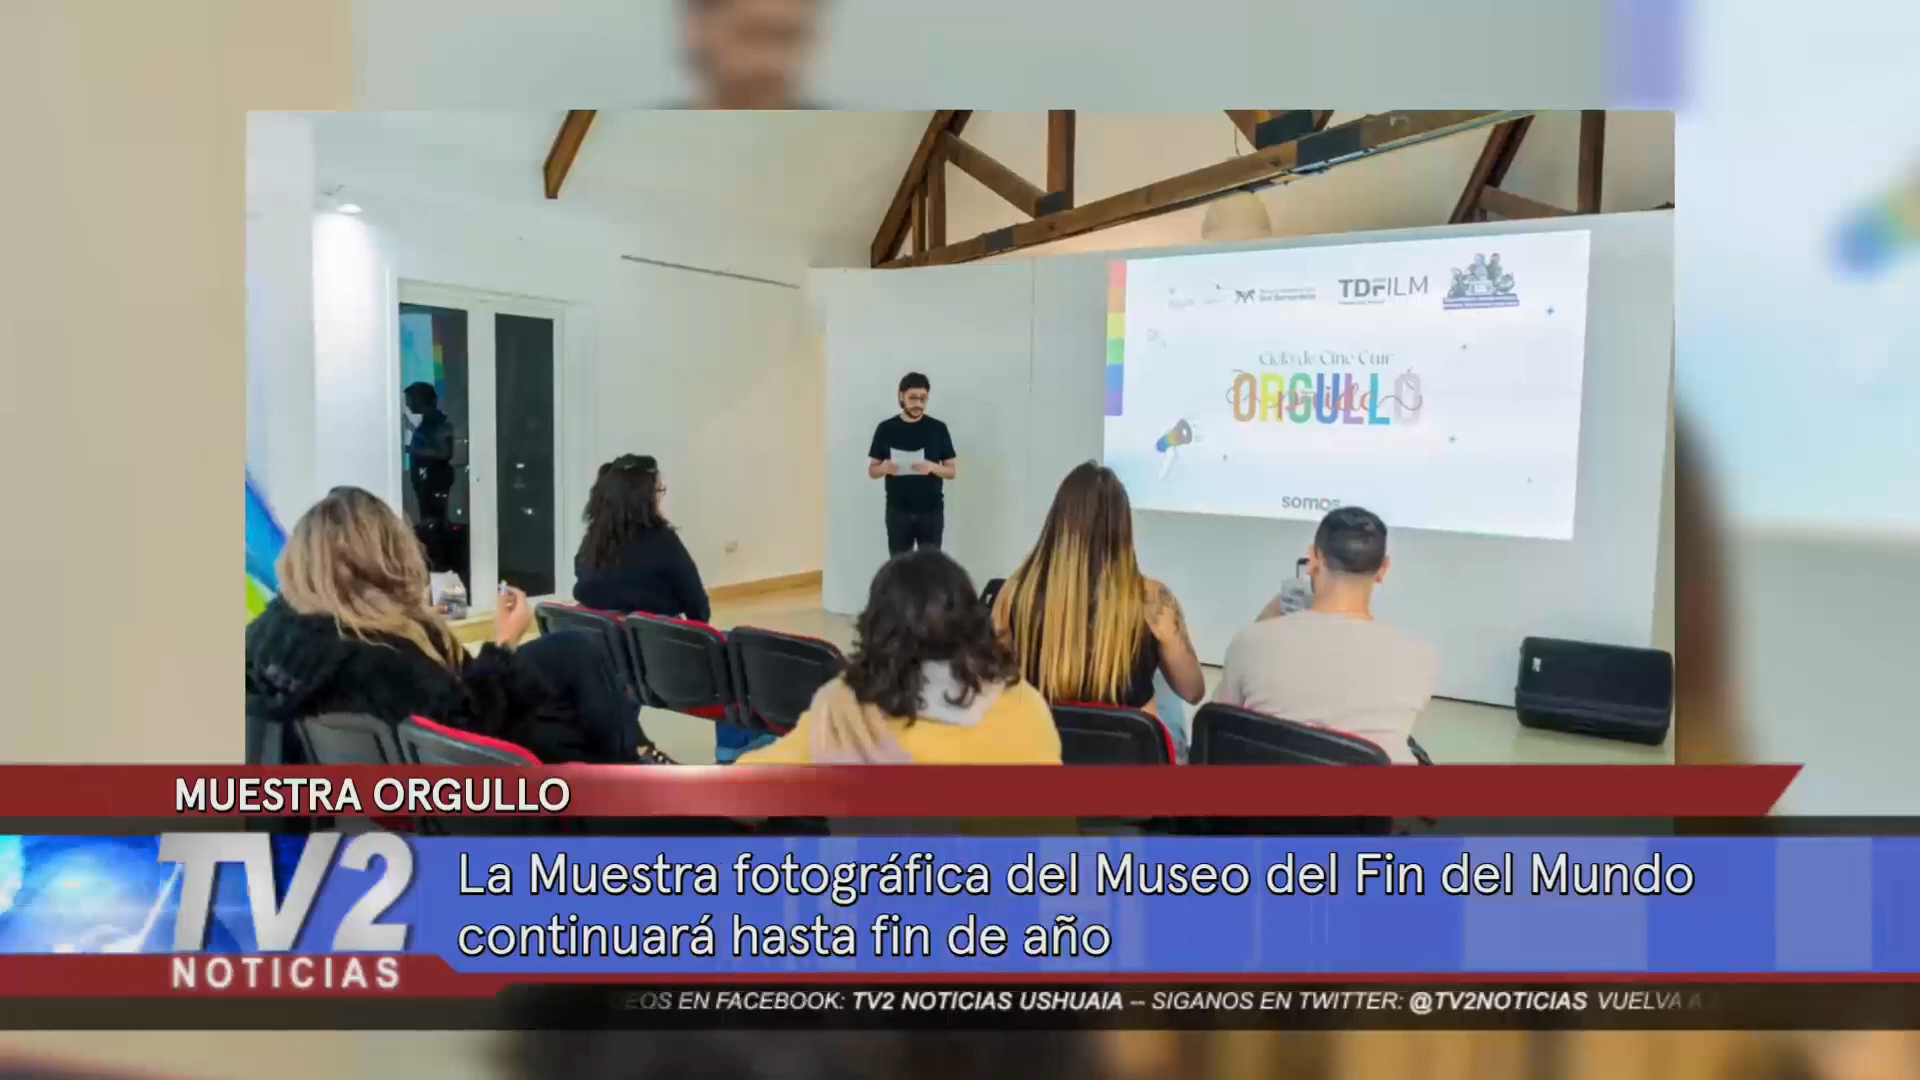 TDFILM
Ciclo de Cine Cuir
ORGULLO
somos
MUESTRA ORGULLO
TV2
NOTICIAS
La Muestra fotográfica del Museo del Fin del Mundo
continuará hasta fin de año
EN FACEBOOK: TV2 NOTICIAS USHUAIA -- SIGANOS EN TWITTER: @TV2NOTICIAS VUELVA A